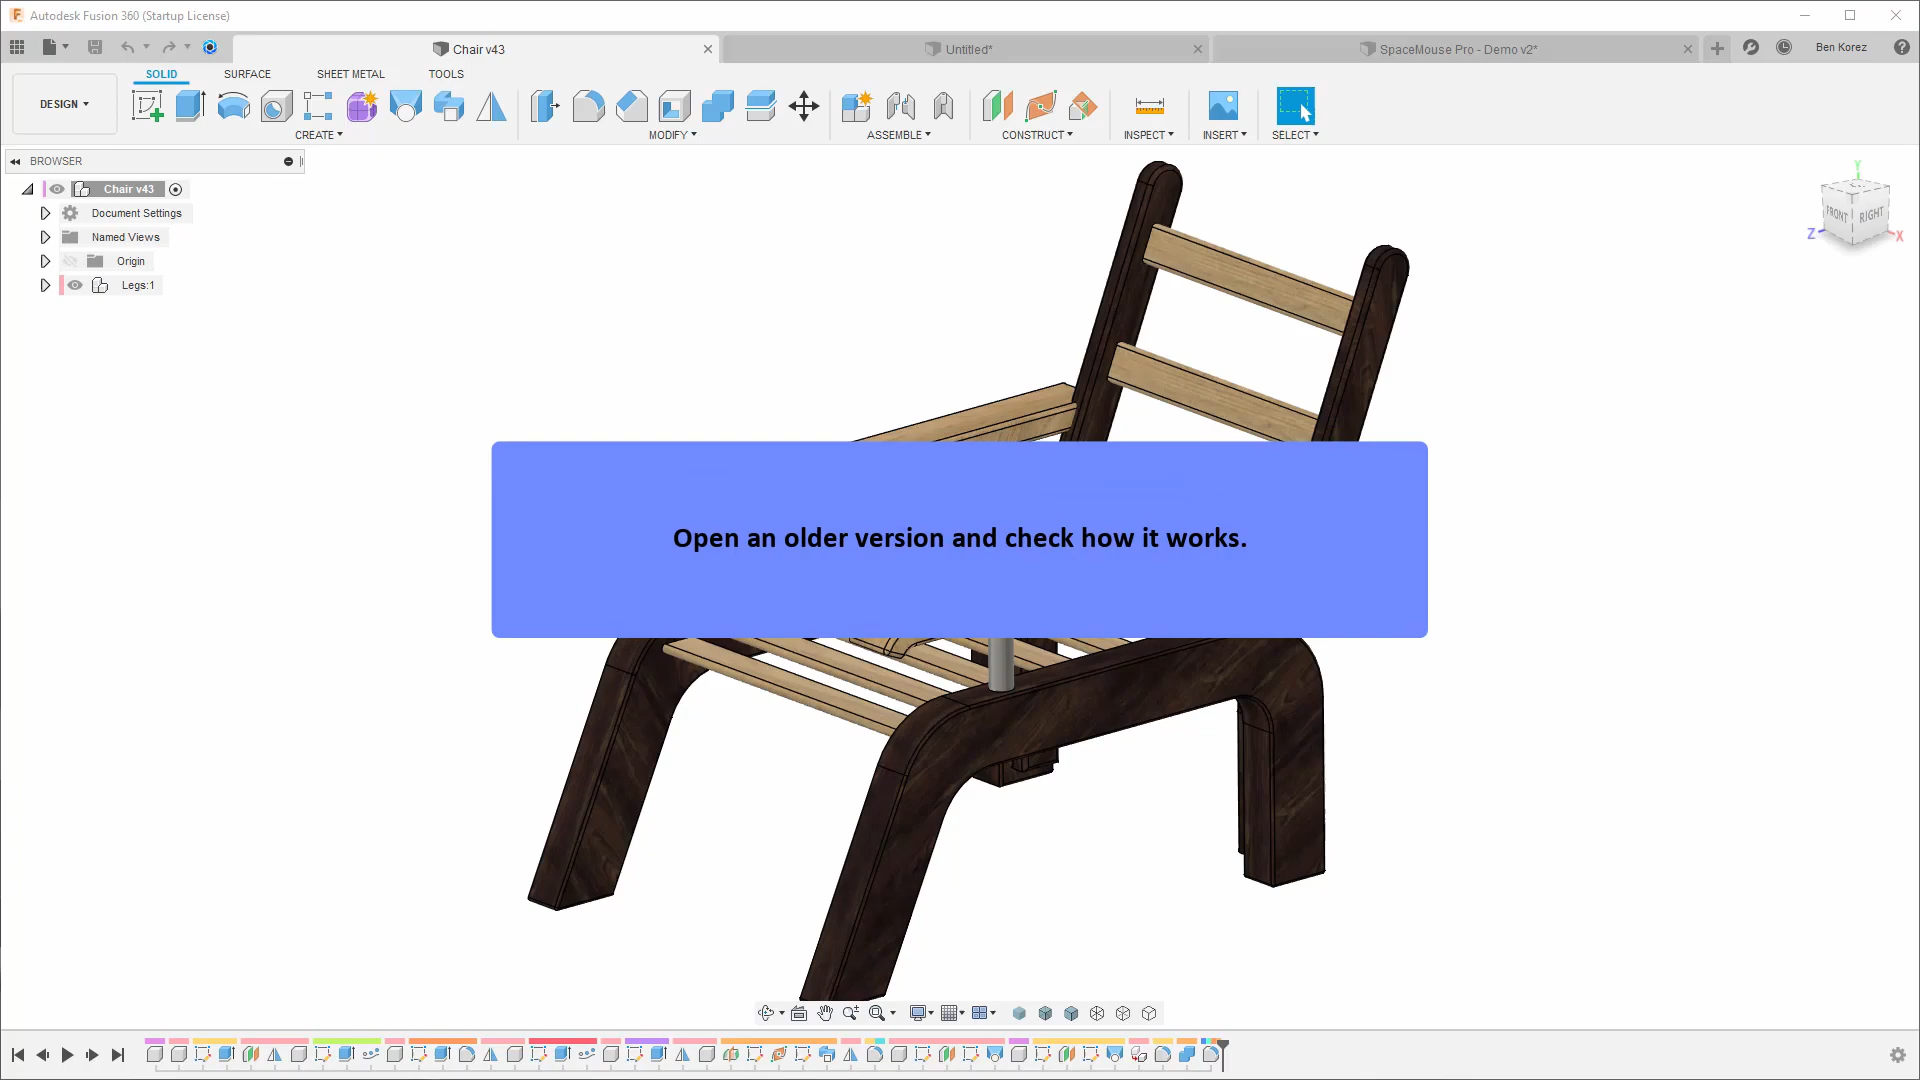 Autodesk Fusion 360 (Startup License)
Chair v43
Untitled*
SpaceMouse Pro - Demo v2*
Ben Korez
SOLID
SURFACE
SHEET METAL
TOOLS
DESIGN
CREATE
MODIFY
ASSEMBLE
CONSTRUCT
INSPECT
INSERT
SELECT
BROWSER
Chair v43
Document Settings
Named Views
Origin
Legs:1
Y
FRONT
RIGHT
Z
X
Open an older version and check how it works.